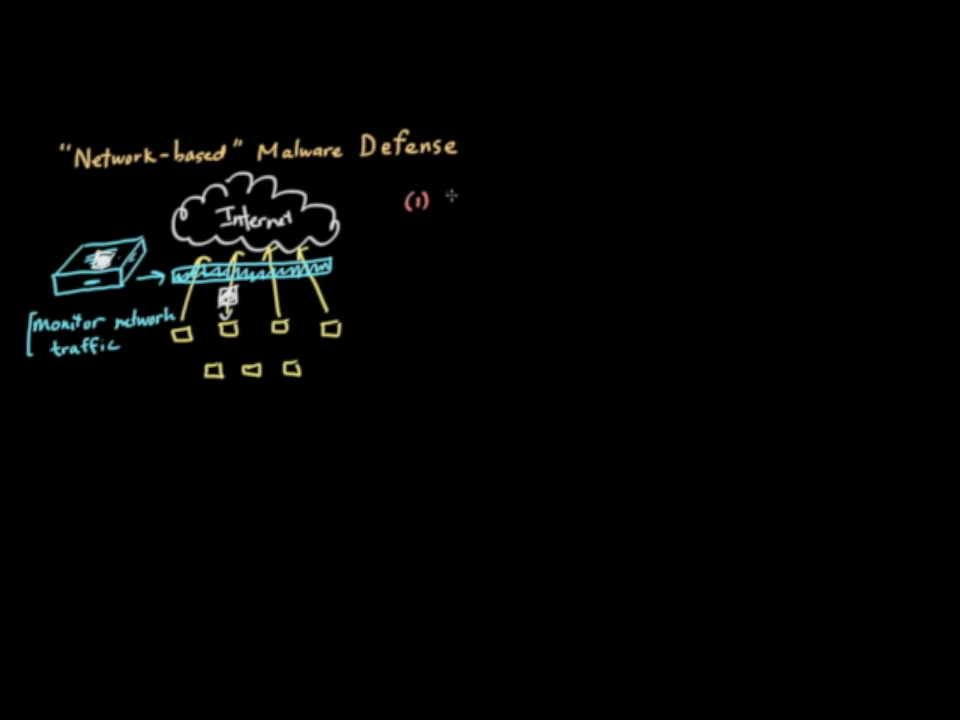 "Network-based" Malware Defense
Internet
(1)
Monitor network
traffic